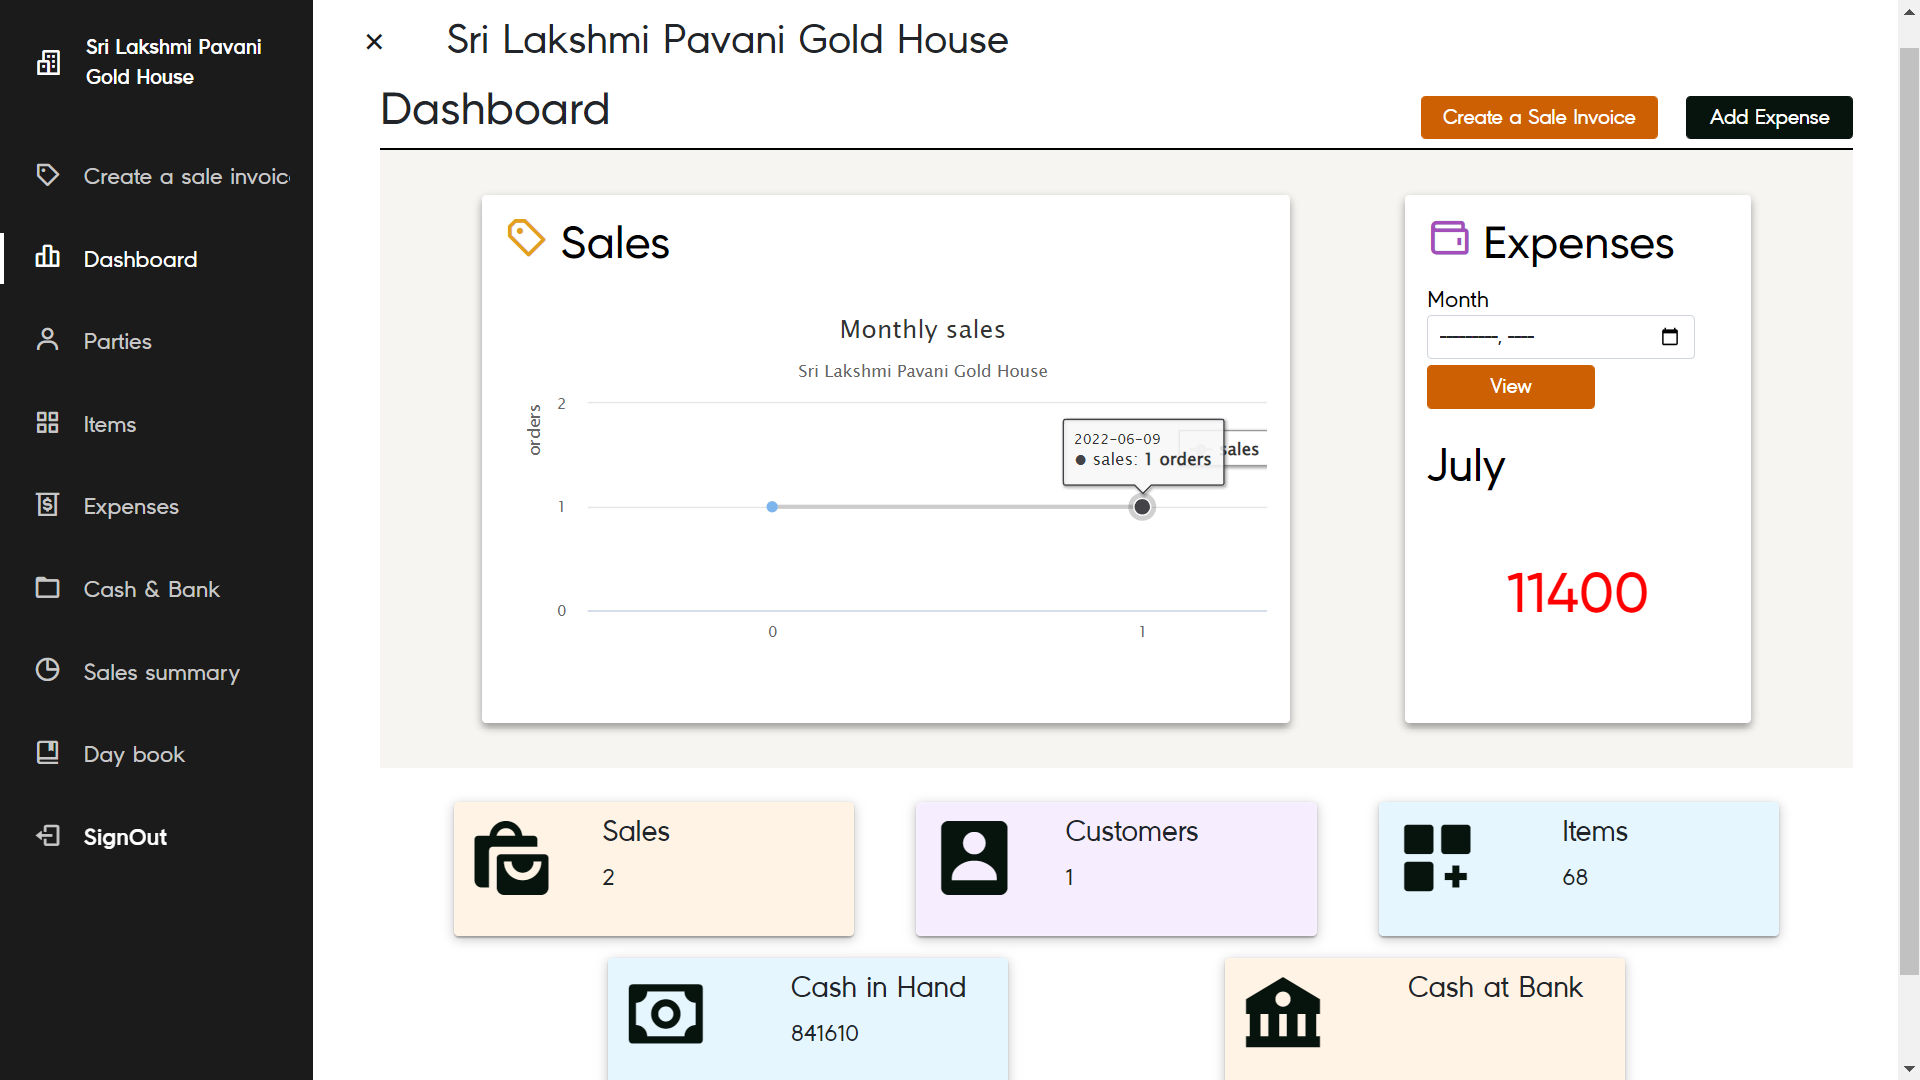 Sri Lakshmi Pavani
Gold House
Create a sale invoic
Dashboard
Parties
Items
Expenses
Cash & Bank
Sales summary
Day book
SignOut
× Sri Lakshmi Pavani Gold House
Dashboard
Create a Sale Invoice
Add Expense
Sales
Monthly sales
Sri Lakshmi Pavani Gold House
orders
2
1
0
0
1
2022-06-09
● sales: 1 orders
sales
Expenses
Month
---------, ----
View
July
11400
Sales
2
Customers
1
Items
68
Cash in Hand
841610
Cash at Bank